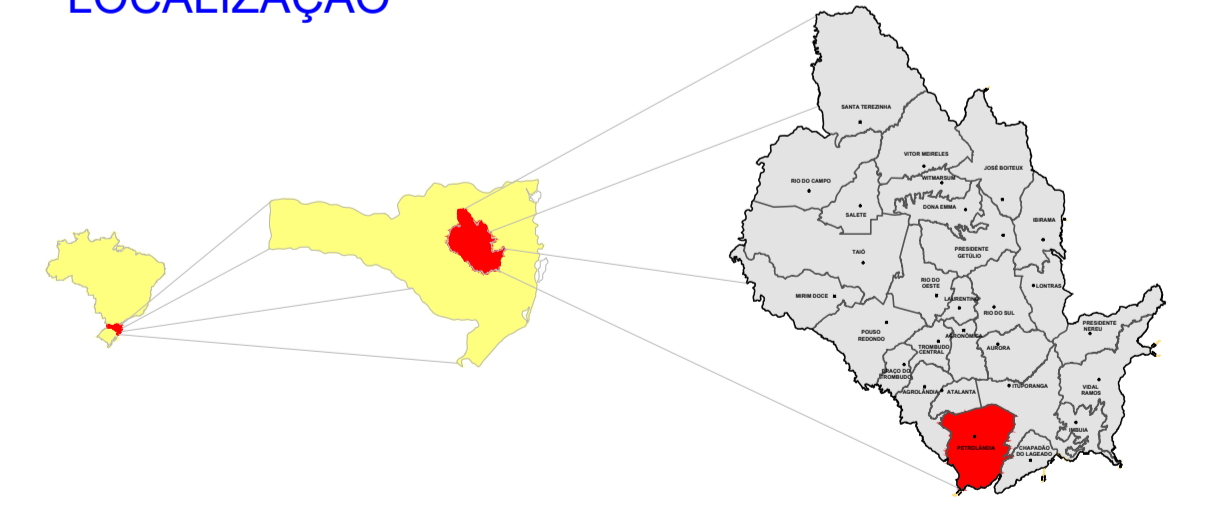 LOCALIZAÇÃO
SANTA TEREZINHA
VITOR MEIRELES
JOSÉ BOITEUX
RIO DO CAMPO
WITMARSUM
SALETE
DONA EMMA
IBIRAMA
TAIÓ
PRESIDENTE
GETÚLIO
RIO DO
OESTE
LONTRAS
MIRIM DOCE
LAURENTINO
RIO DO SUL
PRESIDENTE
NEREU
POUSO
REDONDO
AGRONÔMICA
TROMBUDO
CENTRAL
AURORA
BRAÇO DO
TROMBUDO
AGROLÂNDIA
ATALANTA
ITUPORANGA
VIDAL
RAMOS
IMBUIA
PETROLÂNDIA
CHAPADÃO
DO LAGEADO